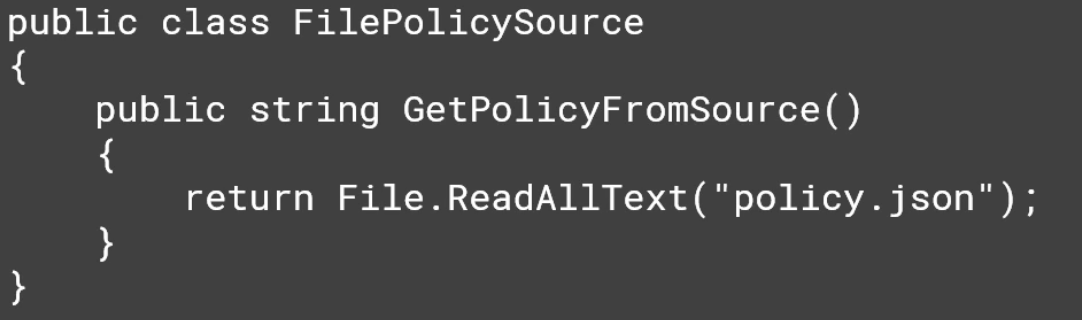 public class FilePolicySource
{
    public string GetPolicyFromSource()
    {
        return File.ReadAllText("policy.json");
    }
}